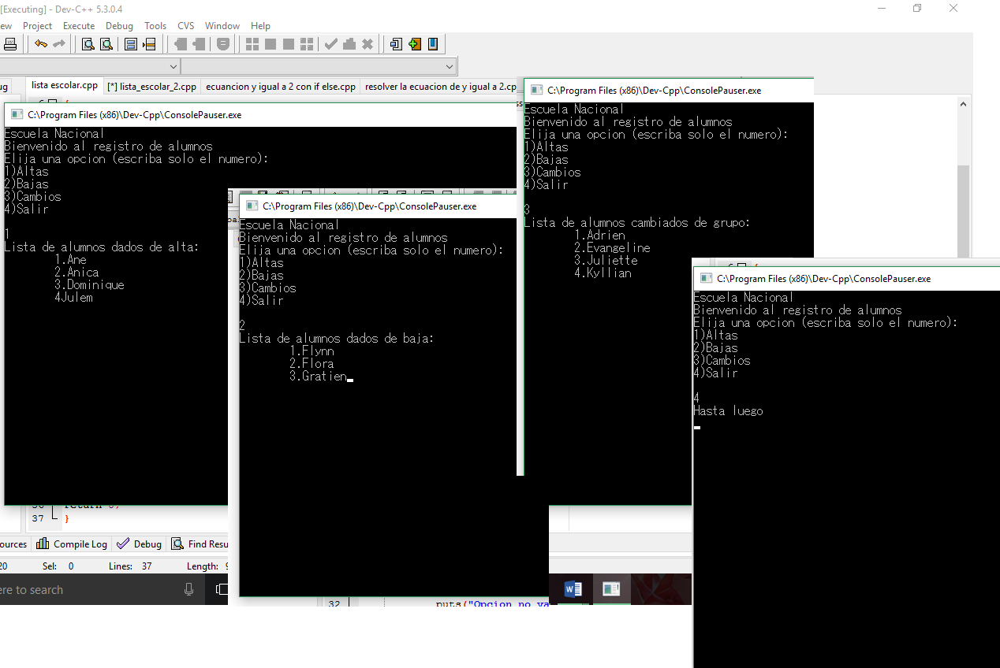 [Executing] - Dev-C++ 5.3.0.4
ew Project Execute Debug Tools CVS Window Help
ug lista escolar.cpp [*] lista_escolar_2.cpp ecuancion y igual a 2 con if else.cpp resolver la ecuacion de y igual a 2.cp
C:\Program Files (x86)\Dev-Cpp\ConsolePauser.exe
Escuela Nacional
Bienvenido al registro de alumnos
Elija una opcion (escriba solo el numero):
1)Altas
2)Bajas
3)Cambios
4)Salir
1
Lista de alumnos dados de alta:
1.Ane
2.Anica
3.Dominique
4Julem
C:\Program Files (x86)\Dev-Cpp\ConsolePauser.exe
Escuela Nacional
Bienvenido al registro de alumnos
Elija una opcion (escriba solo el numero):
1)Altas
2)Bajas
3)Cambios
4)Salir
2
Lista de alumnos dados de baja:
1.Flynn
2.Flora
3.Gratien
C:\Program Files (x86)\Dev-Cpp\ConsolePauser.exe
Escuela Nacional
Bienvenido al registro de alumnos
Elija una opcion (escriba solo el numero):
1)Altas
2)Bajas
3)Cambios
4)Salir
3
Lista de alumnos cambiados de grupo:
1.Adrien
2.Evangeline
3.Juliette
4.Kyllian
C:\Program Files (x86)\Dev-Cpp\ConsolePauser.exe
Escuela Nacional
Bienvenido al registro de alumnos
Elija una opcion (escriba solo el numero):
1)Altas
2)Bajas
3)Cambios
4)Salir
4
Hasta luego
37 }
ources Compile Log Debug Find Resu
20 Sel: 0 Lines: 37 Length: 9
ere to search
32 puts("Opcion no va